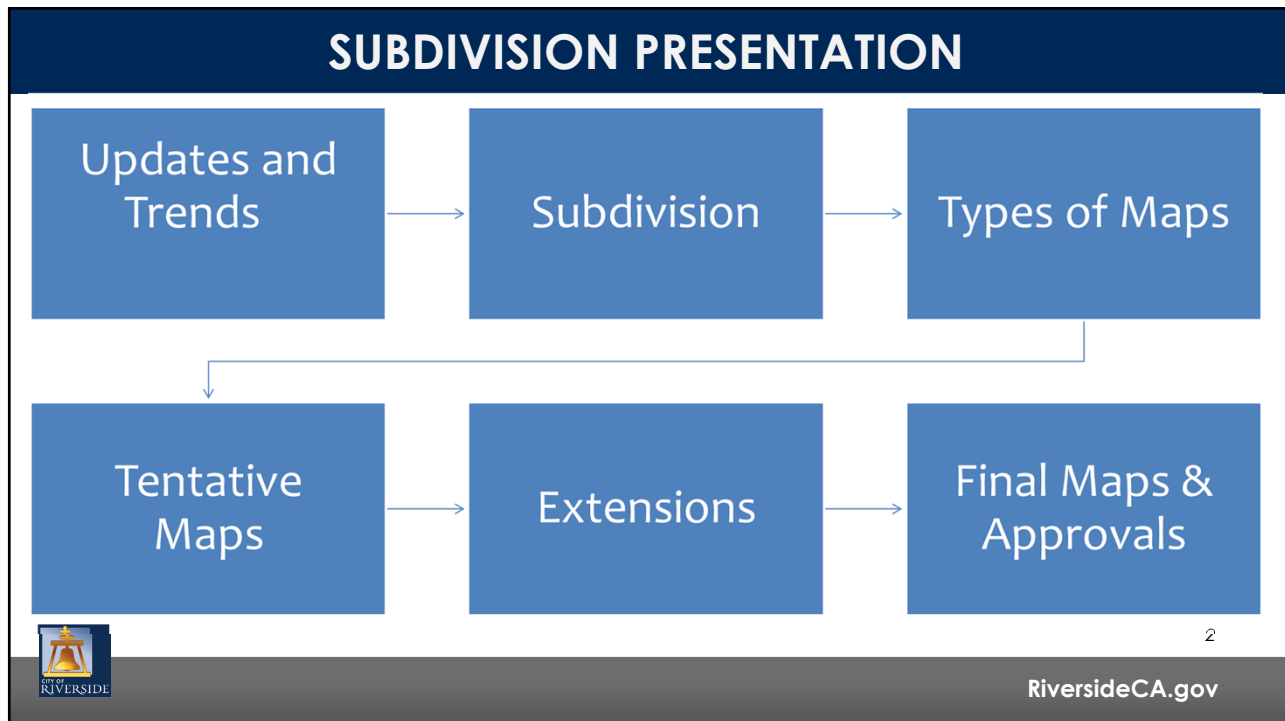 SUBDIVISION PRESENTATION
Updates and
Trends
Subdivision
Types of Maps
Tentative
Maps
Extensions
Final Maps &
Approvals
2
CITY OF
RIVERSIDE
RiversideCA.gov